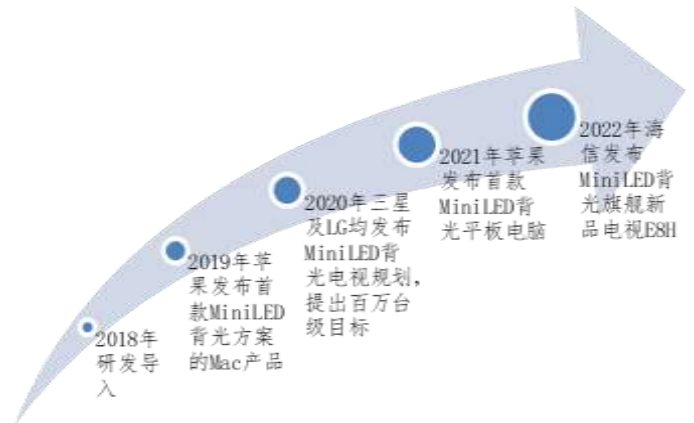 2018年
研发导
入
2019年苹
果发布首
款MiniLED
背光方案
的Mac产品
2020年三星
及LG均发布
MiniLED背
光电视规划，
提出百万台
级目标
2021年苹果
发布首款
MiniLED背
光平板电脑
2022年海
信发布
MiniLED背
光旗舰新
品电视E8H